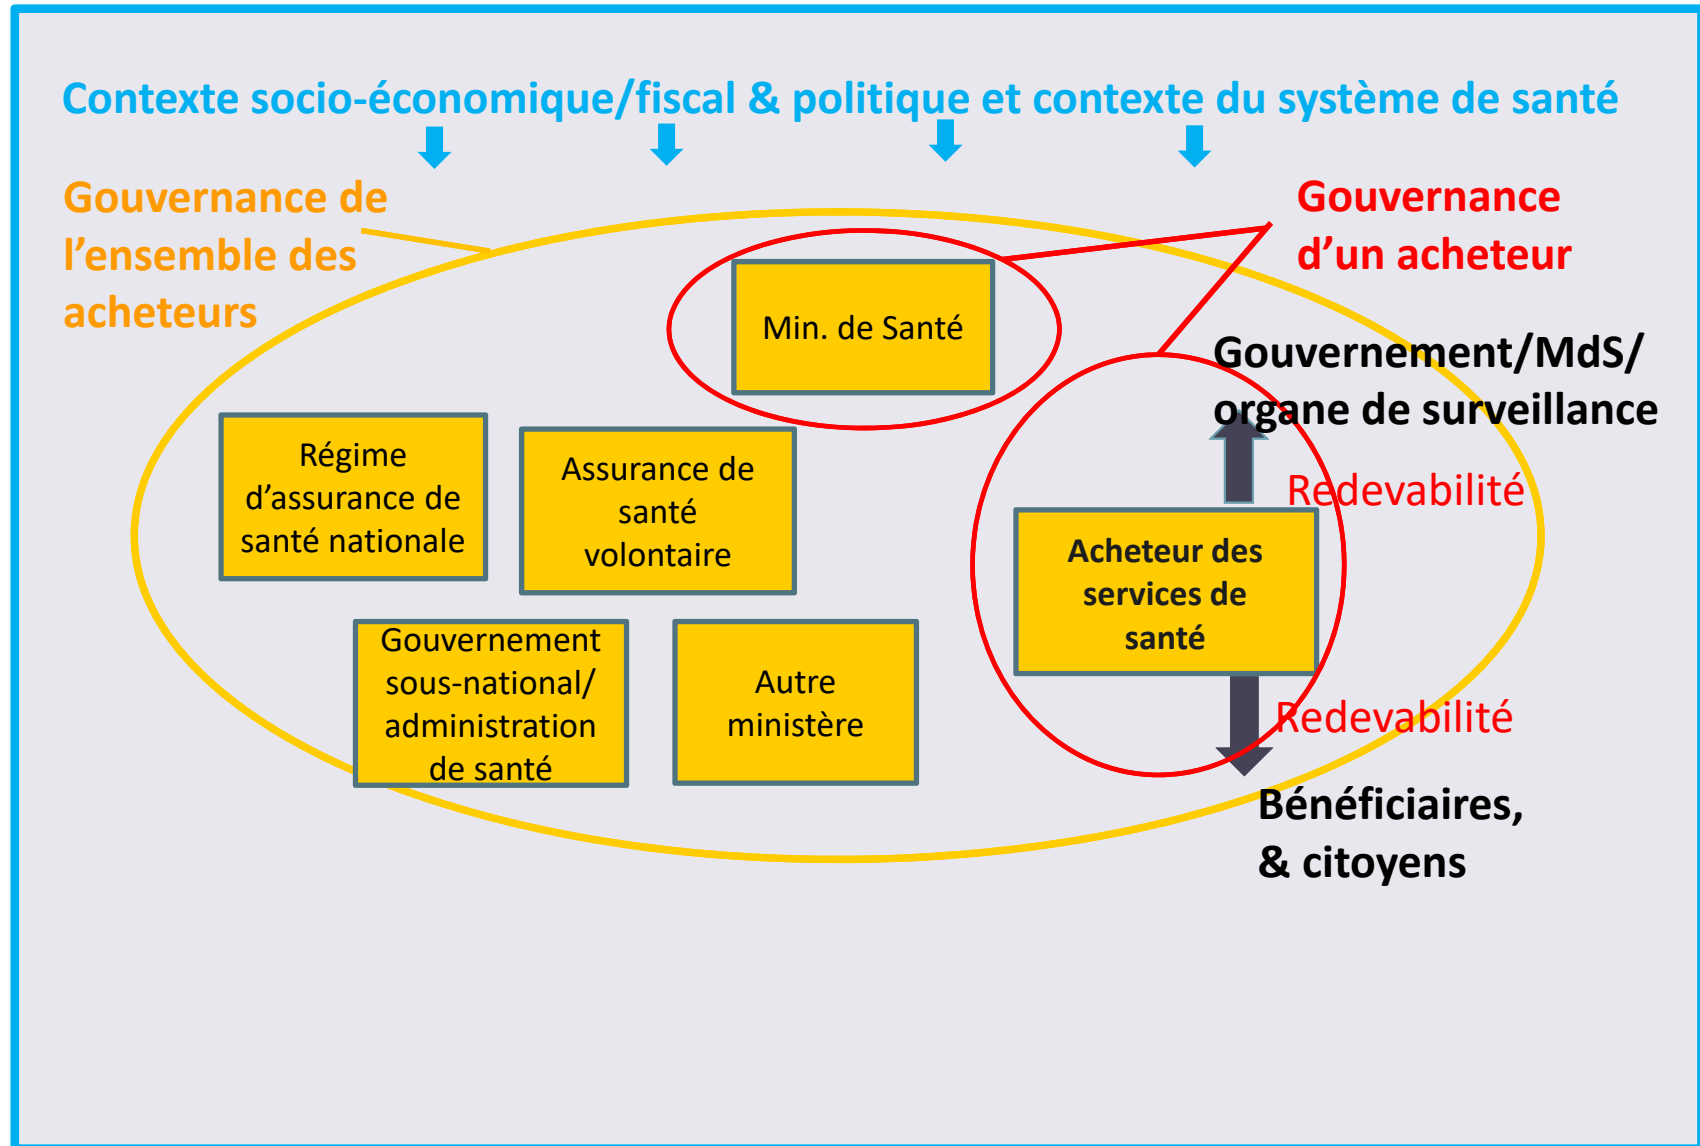 Contexte socio-économique/fiscal & politique et contexte du système de santé
Gouvernance de
l’ensemble des
acheteurs
Gouvernance
d’un acheteur
Min. de Santé
Gouvernement/MdS/
organe de surveillance
Régime
d’assurance de
santé nationale
Assurance de
santé
volontaire
Redevabilité
Acheteur des
services de
santé
Gouvernement
sous-national/
administration
de santé
Autre
ministère
Redevabilité
Bénéficiaires,
& citoyens